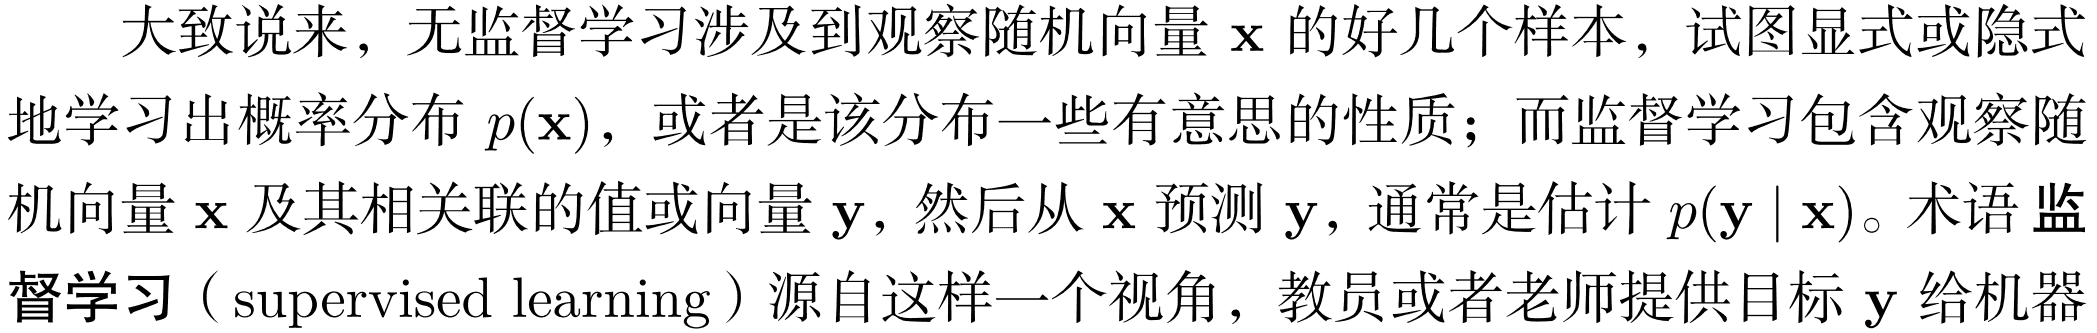 大致说来，无监督学习涉及到观察随机向量 x 的好几个样本，试图显式或隐式
地学习出概率分布 p(x)，或者是该分布一些有意思的性质；而监督学习包含观察随
机向量 x 及其相关联的值或向量 y，然后从 x 预测 y，通常是估计 p(y | x)。术语 监
督学习（supervised learning）源自这样一个视角，教员或者老师提供目标 y 给机器